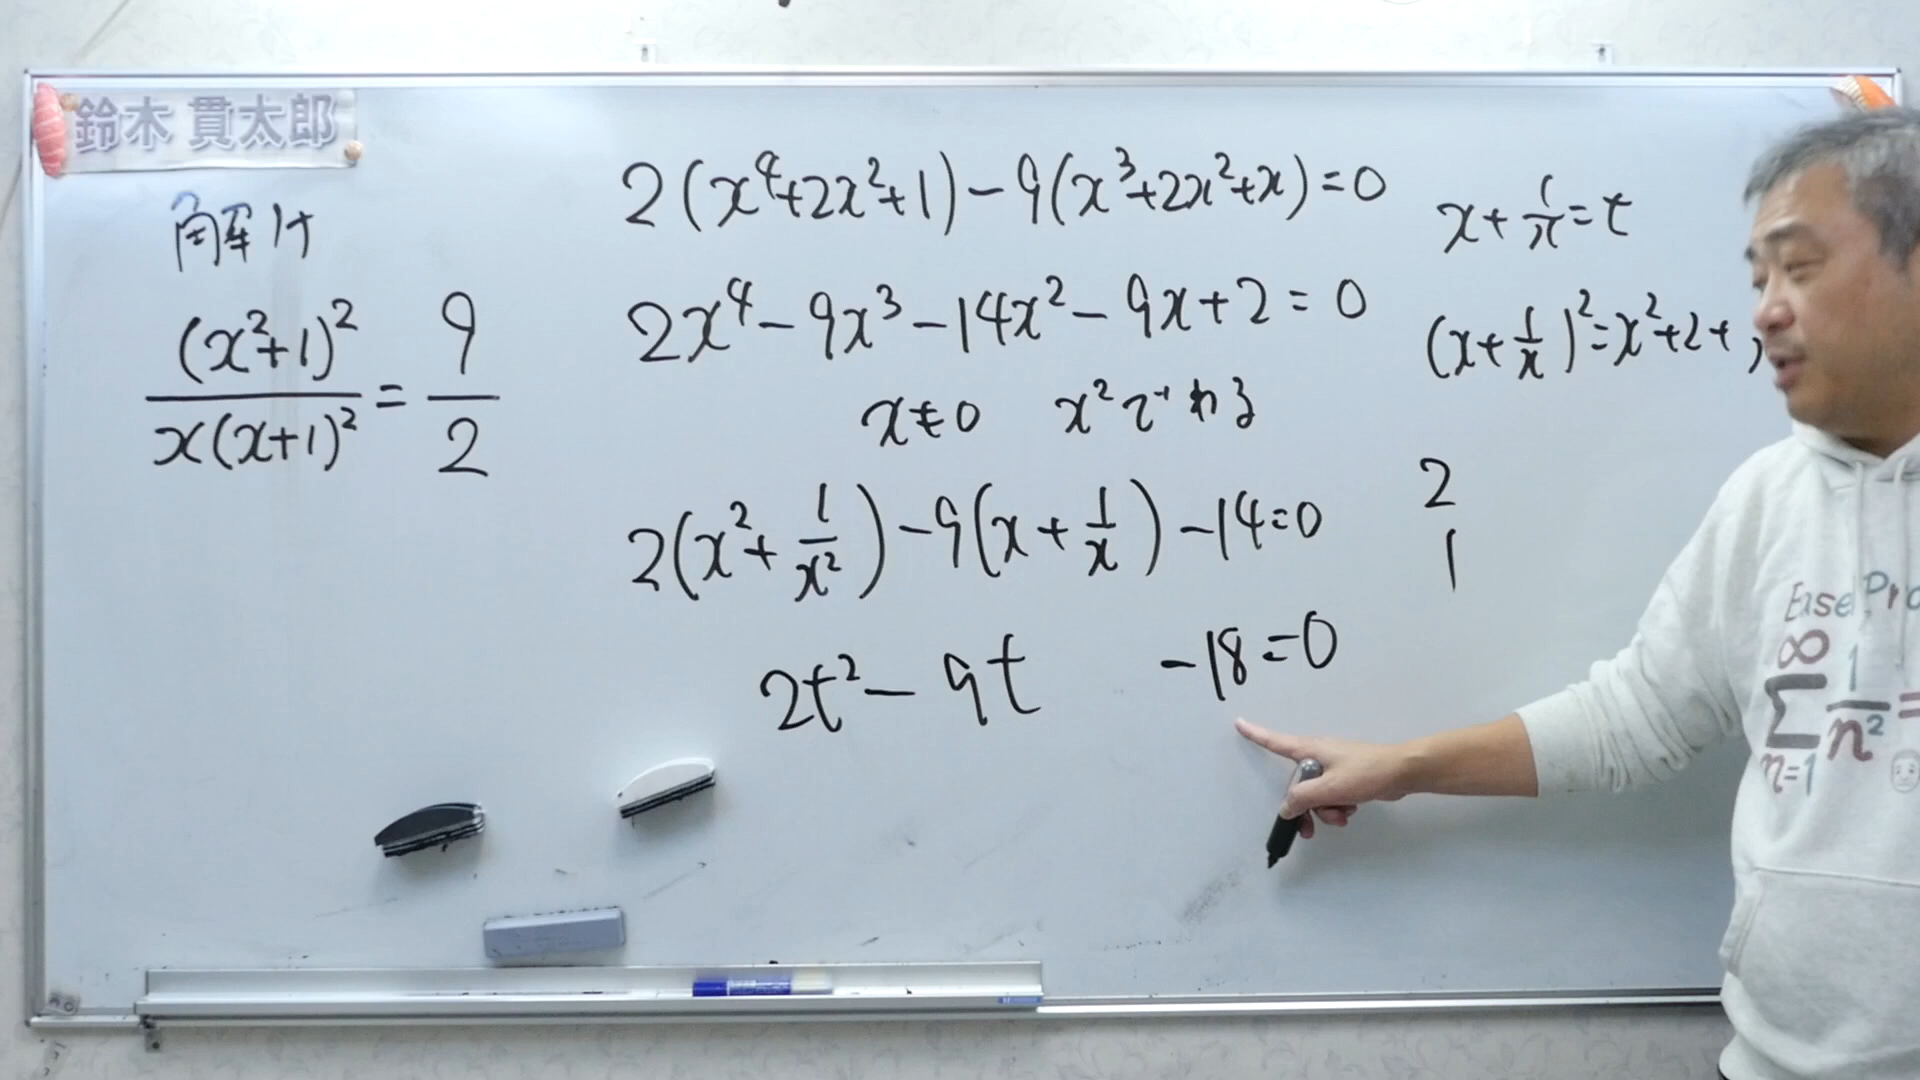 鈴木 貫太郎
解け
(x²+1)² / x(x+1)² = 9/2
2(x⁴+2x²+1)-9(x³+2x²+x)=0
2x⁴-9x³-14x²-9x+2=0
x≠0 x²でわる
2(x²+1/x²)-9(x+1/x)-14=0
2t²-9t -18=0
x+1/x=t
(x+1/x)²=x²+2+
2
1
∞
Σ 1/n² =
n=1